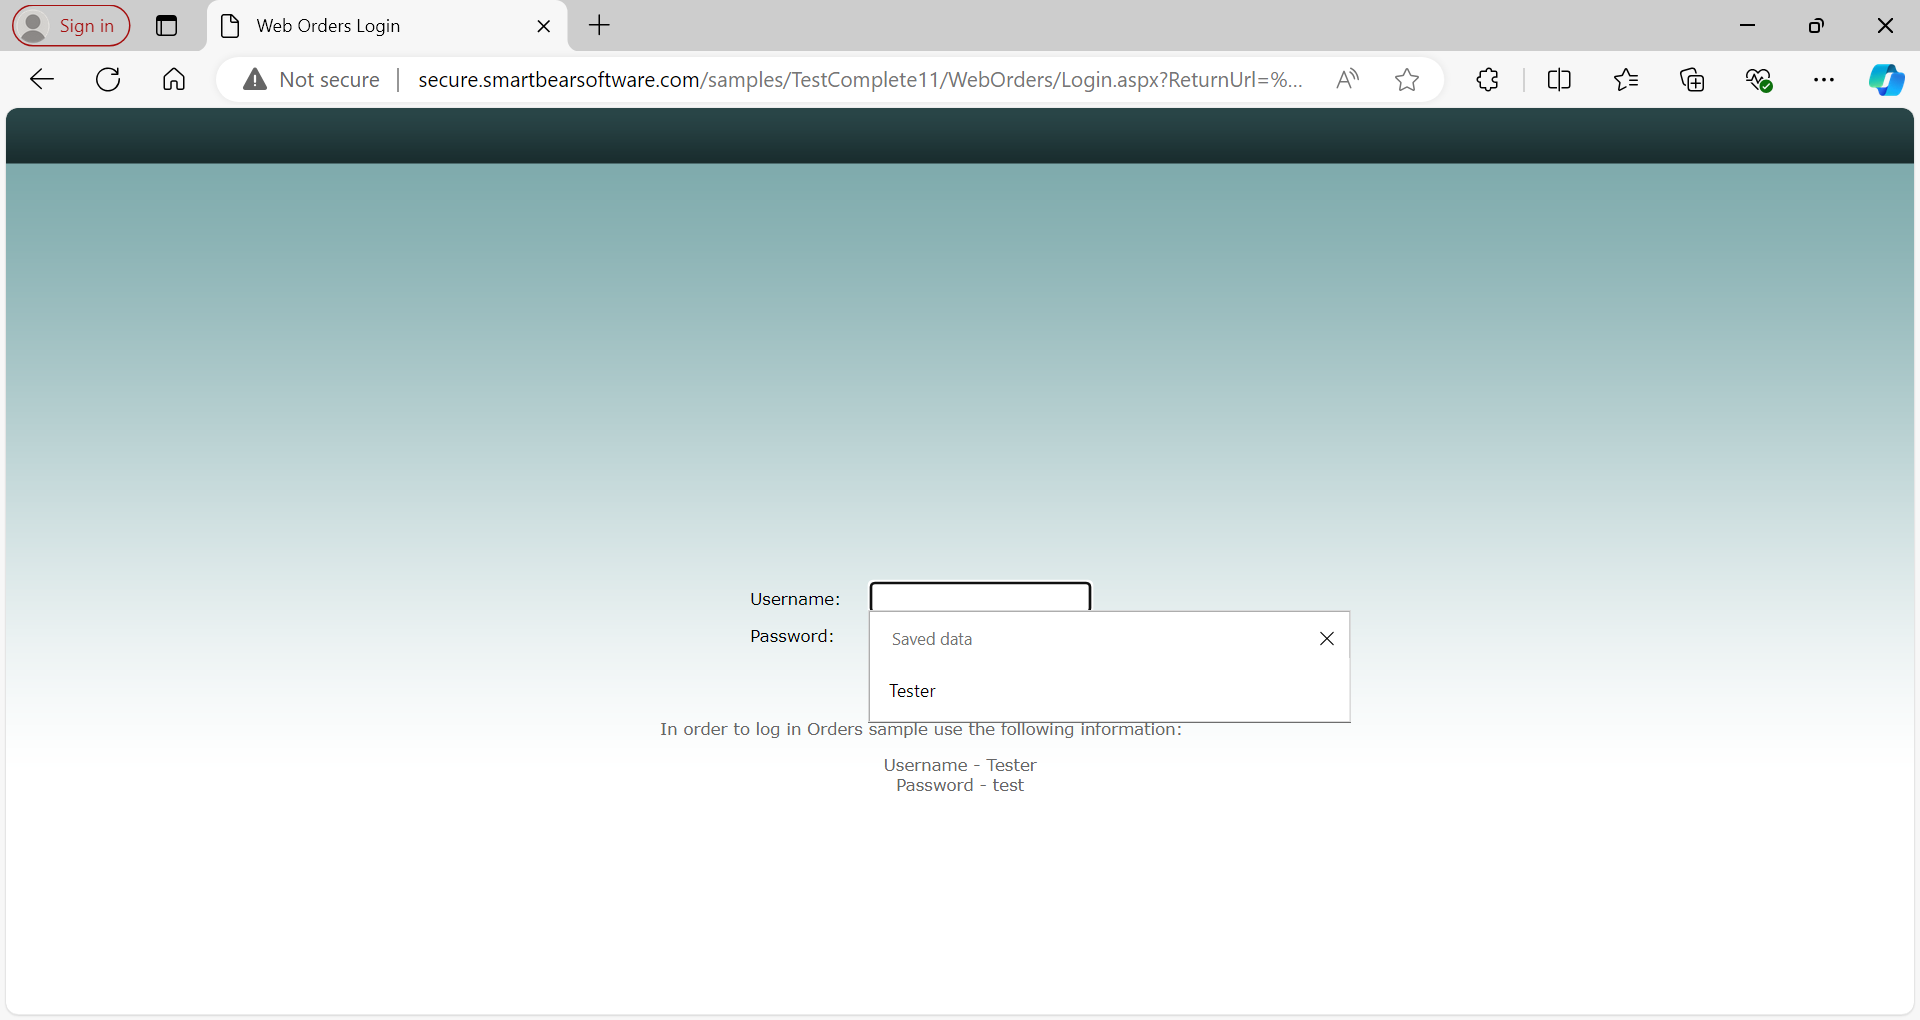 Sign in
Web Orders Login
Not secure
secure.smartbearsoftware.com/samples/TestComplete11/WebOrders/Login.aspx?ReturnUrl=%...
Username:
Password:
Saved data
Tester
In order to log in Orders sample use the following information:
Username - Tester
Password - test